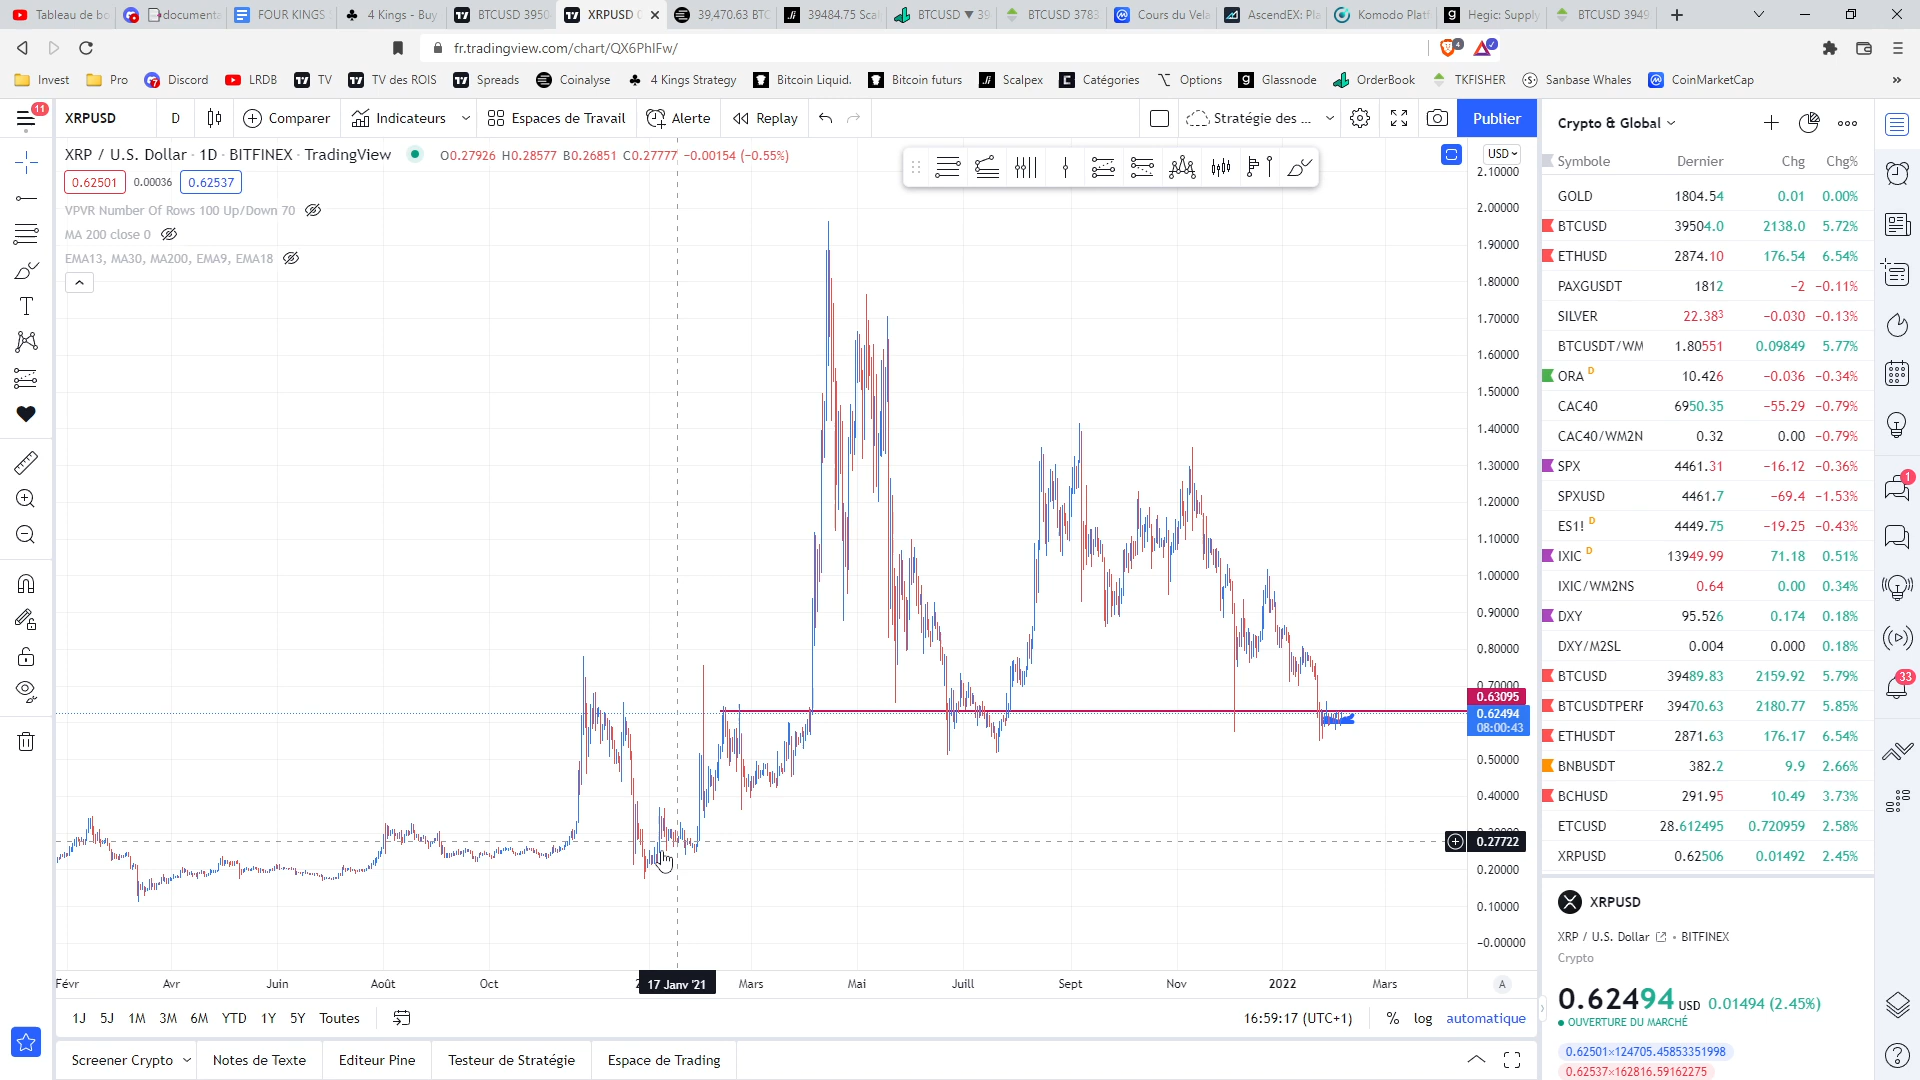 Tableau de bo
documenta
FOUR KINGS
4 Kings - Buy
BTCUSD 3950
XRPUSD
39,470.63 BTC
39484.75 Scal
BTCUSD ▼ 39
BTCUSD 3783
Cours du Vela
AscendEX: Pla
Komodo Platf
Hegic: Supply
BTCUSD 3949
fr.tradingview.com/chart/QX6PhIFw/
4
Invest
Pro
Discord
LRDB
TV
TV des ROIS
Spreads
Coinalyse
4 Kings Strategy
Bitcoin Liquid.
Bitcoin futurs
Scalpex
Catégories
Options
Glassnode
OrderBook
TKFISHER
Sanbase Whales
CoinMarketCap
11
XRPUSD
D
Comparer
Indicateurs
Espaces de Travail
Alerte
Replay
Stratégie des ...
Publier
XRP / U.S. Dollar · 1D · BITFINEX · TradingView
O0.27926 H0.28577 B0.26851 C0.27777 −0.00154 (−0.55%)
0.62501 0.00036 0.62537
VPVR Number Of Rows 100 Up/Down 70
MA 200 close 0
EMA13, MA30, MA200, EMA9, EMA18
USD
2.10000
2.00000
1.90000
1.80000
1.70000
1.60000
1.50000
1.40000
1.30000
1.20000
1.10000
1.00000
0.90000
0.80000
0.70000
0.63095
0.62494
08:00:43
0.50000
0.40000
0.27722
0.20000
0.10000
−0.00000
Févr
Avr
Juin
Août
Oct
17 Janv '21
Mars
Mai
Juill
Sept
Nov
2022
Mars
A
1J 5J 1M 3M 6M YTD 1Y 5Y Toutes
16:59:17 (UTC+1) % log automatique
Screener Crypto
Notes de Texte
Editeur Pine
Testeur de Stratégie
Espace de Trading
Crypto & Global
Symbole Dernier Chg Chg%
GOLD 1804.54 0.01 0.00%
BTCUSD 39504.0 2138.0 5.72%
ETHUSD 2874.10 176.54 6.54%
PAXGUSDT 1812 −2 −0.11%
SILVER 22.383 −0.030 −0.13%
BTCUSDT/WM 1.80551 0.09849 5.77%
ORA D 10.426 −0.036 −0.34%
CAC40 6950.35 −55.29 −0.79%
CAC40/WM2N 0.32 0.00 −0.79%
SPX 4461.31 −16.12 −0.36%
SPXUSD 4461.7 −69.4 −1.53%
ES1! D 4449.75 −19.25 −0.43%
IXIC D 13949.99 71.18 0.51%
IXIC/WM2NS 0.64 0.00 0.34%
DXY 95.526 0.174 0.18%
DXY/M2SL 0.004 0.000 0.18%
BTCUSD 39489.83 2159.92 5.79%
BTCUSDTPERF 39470.63 2180.77 5.85%
ETHUSDT 2871.63 176.17 6.54%
BNBUSDT 382.2 9.9 2.66%
BCHUSD 291.95 10.49 3.73%
ETCUSD 28.612495 0.720959 2.58%
XRPUSD 0.62506 0.01492 2.45%
XRPUSD
XRP / U.S. Dollar • BITFINEX
Crypto
0.62494 USD 0.01494 (2.45%)
OUVERTURE DU MARCHÉ
0.62501×124705.45853351998
0.62537×162816.59162275
1
33